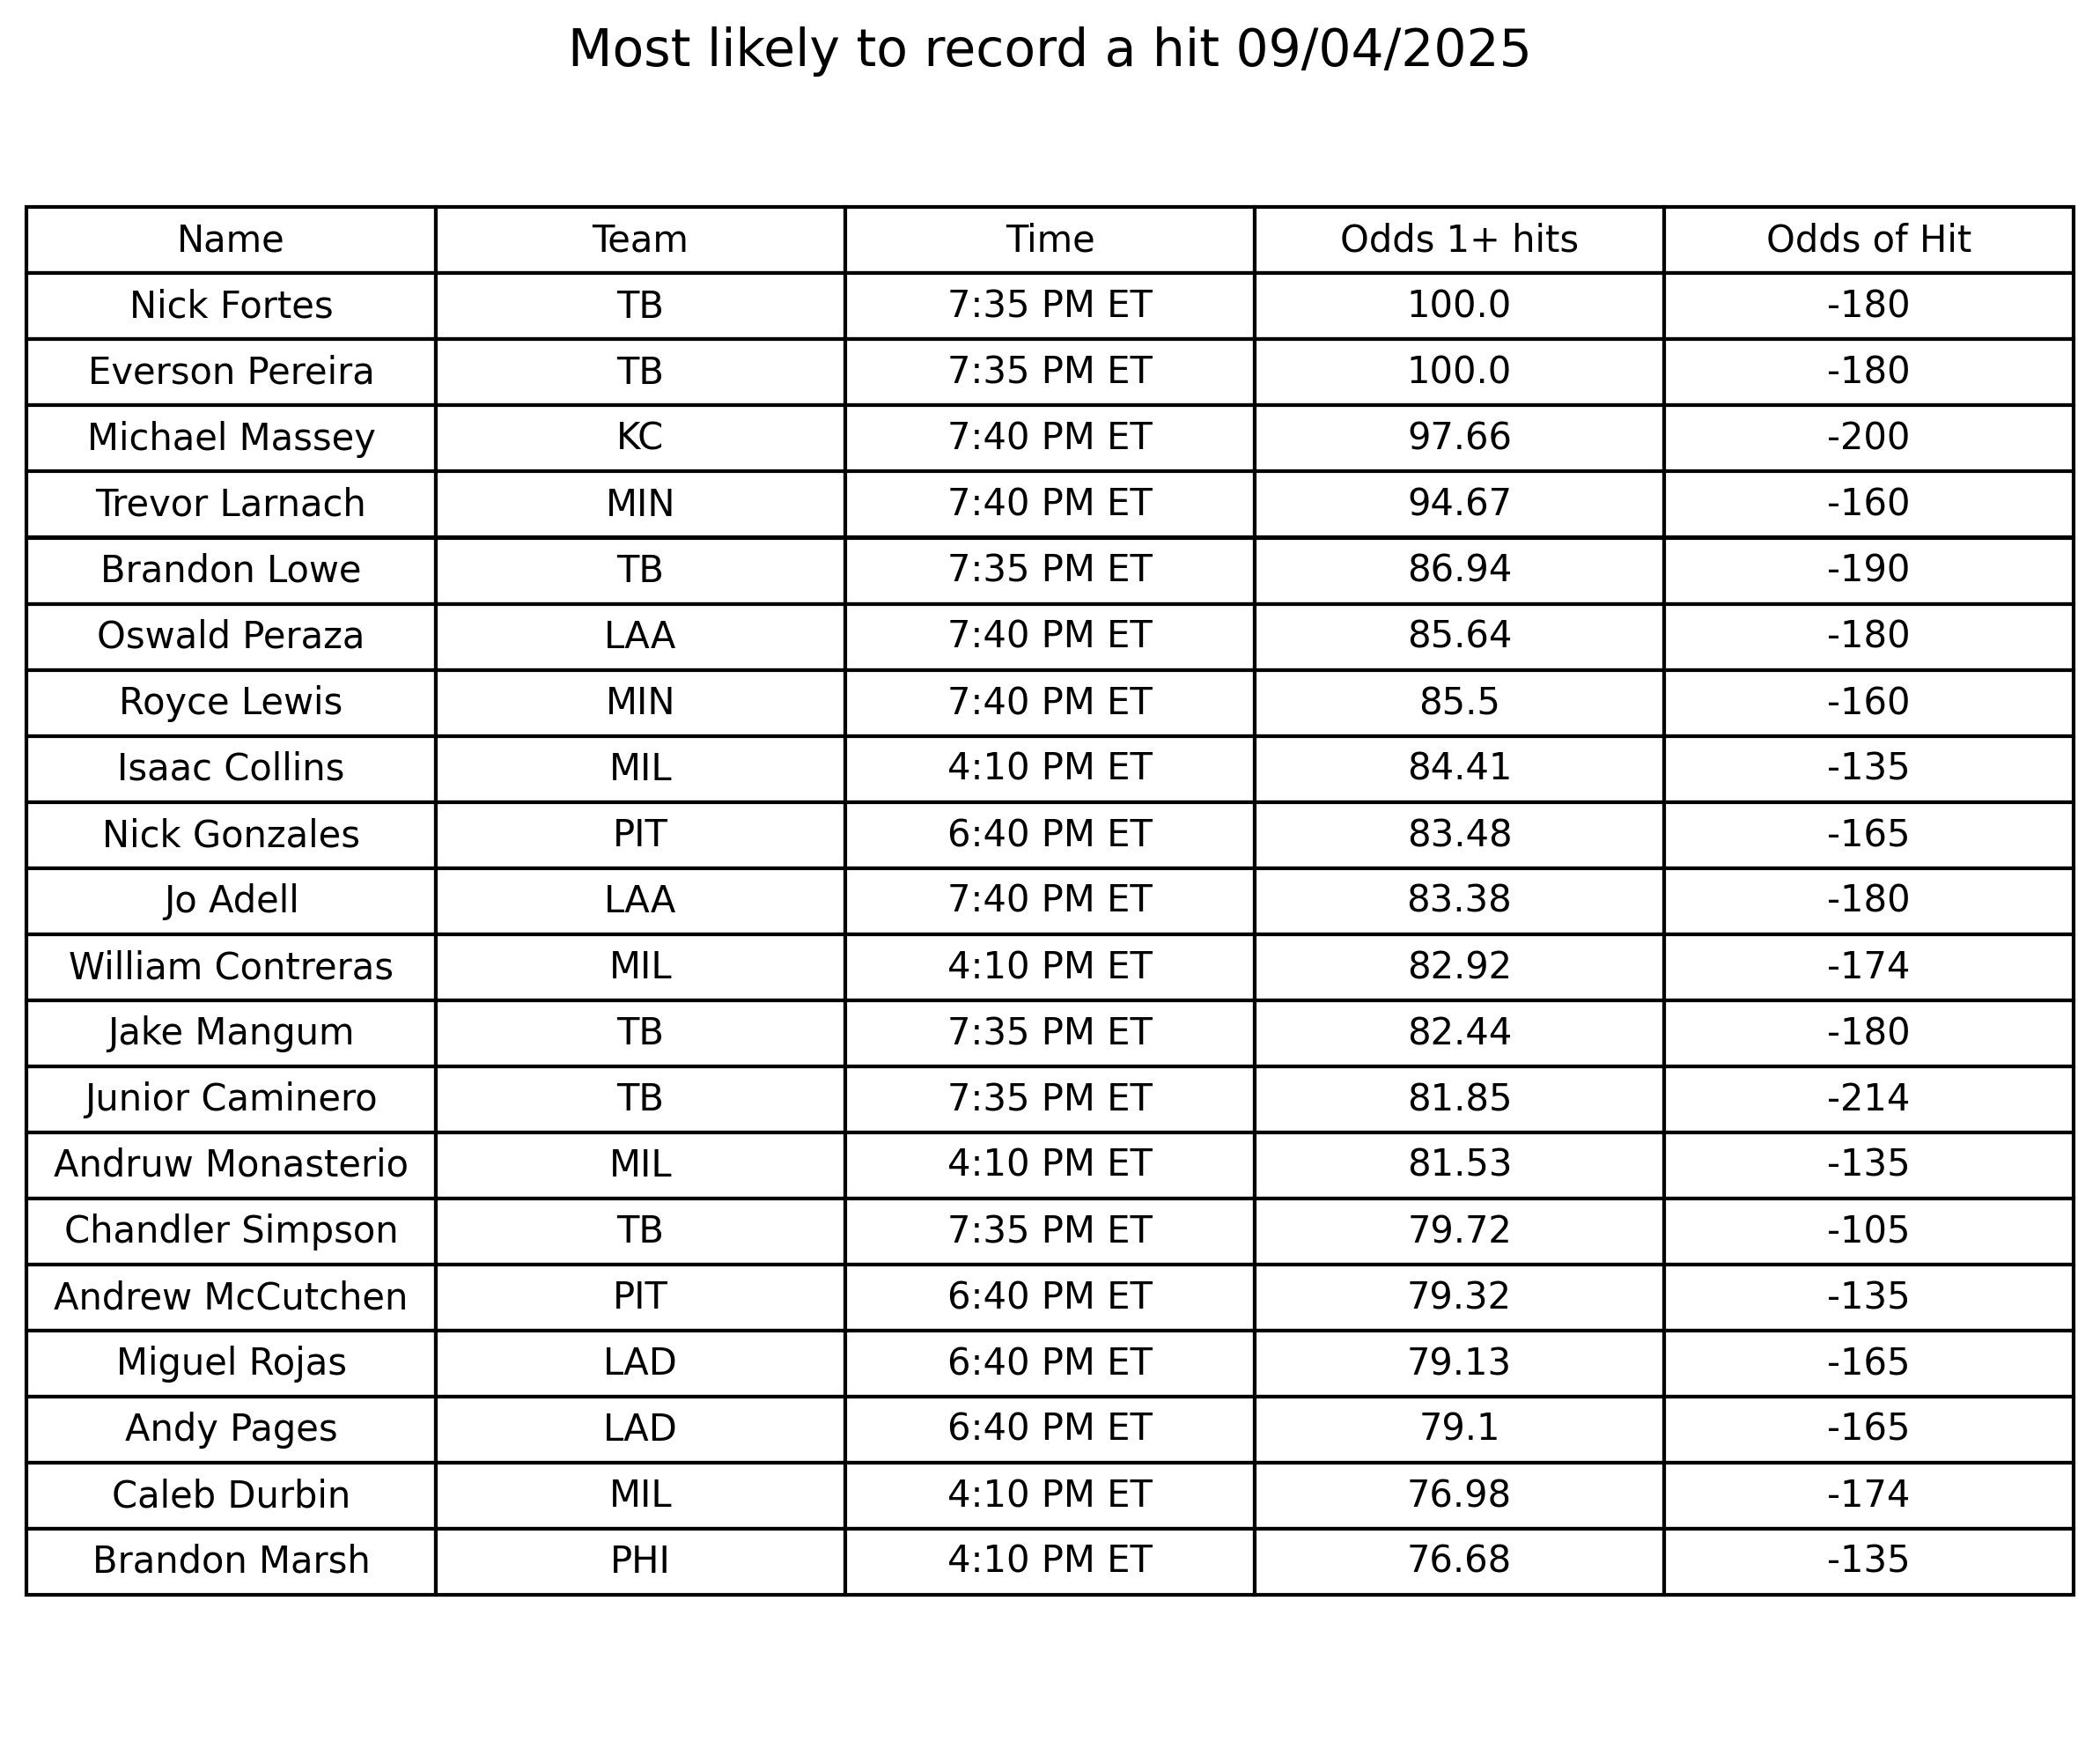 Most likely to record a hit 09/04/2025
Name Team Time Odds 1+ hits Odds of Hit
Nick Fortes TB 7:35 PM ET 100.0 -180
Everson Pereira TB 7:35 PM ET 100.0 -180
Michael Massey KC 7:40 PM ET 97.66 -200
Trevor Larnach MIN 7:40 PM ET 94.67 -160
Brandon Lowe TB 7:35 PM ET 86.94 -190
Oswald Peraza LAA 7:40 PM ET 85.64 -180
Royce Lewis MIN 7:40 PM ET 85.5 -160
Isaac Collins MIL 4:10 PM ET 84.41 -135
Nick Gonzales PIT 6:40 PM ET 83.48 -165
Jo Adell LAA 7:40 PM ET 83.38 -180
William Contreras MIL 4:10 PM ET 82.92 -174
Jake Mangum TB 7:35 PM ET 82.44 -180
Junior Caminero TB 7:35 PM ET 81.85 -214
Andruw Monasterio MIL 4:10 PM ET 81.53 -135
Chandler Simpson TB 7:35 PM ET 79.72 -105
Andrew McCutchen PIT 6:40 PM ET 79.32 -135
Miguel Rojas LAD 6:40 PM ET 79.13 -165
Andy Pages LAD 6:40 PM ET 79.1 -165
Caleb Durbin MIL 4:10 PM ET 76.98 -174
Brandon Marsh PHI 4:10 PM ET 76.68 -135